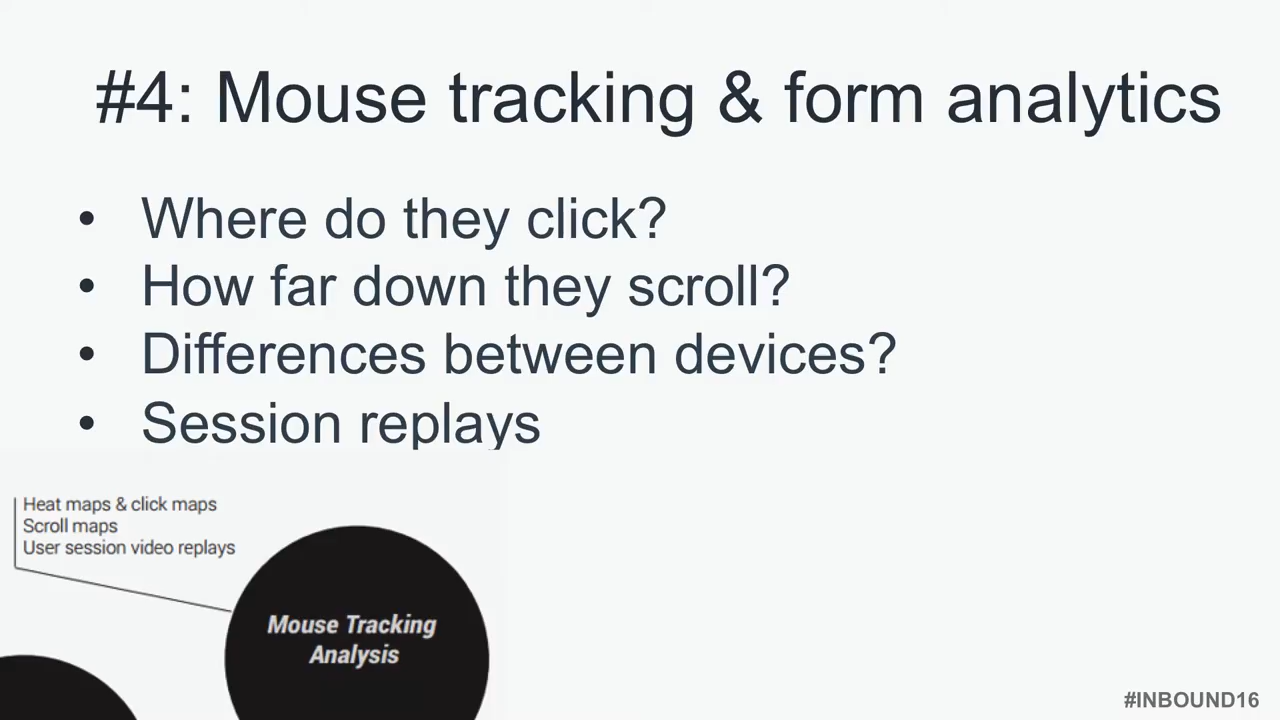 #4: Mouse tracking & form analytics
• Where do they click?
• How far down they scroll?
• Differences between devices?
• Session replays
Heat maps & click maps
Scroll maps
User session video replays
Mouse Tracking
Analysis
#INBOUND16